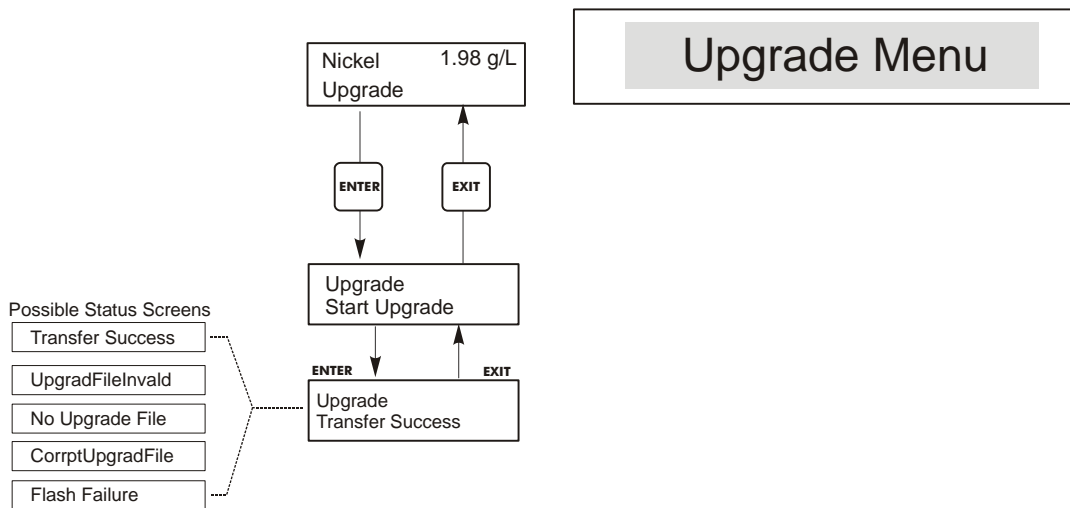 Upgrade Menu
Nickel 1.98 g/L
Upgrade
ENTER EXIT
Upgrade
Start Upgrade
ENTER EXIT
Upgrade
Transfer Success
Possible Status Screens
Transfer Success
UpgradFileInvald
No Upgrade File
CorrptUpgradFile
Flash Failure